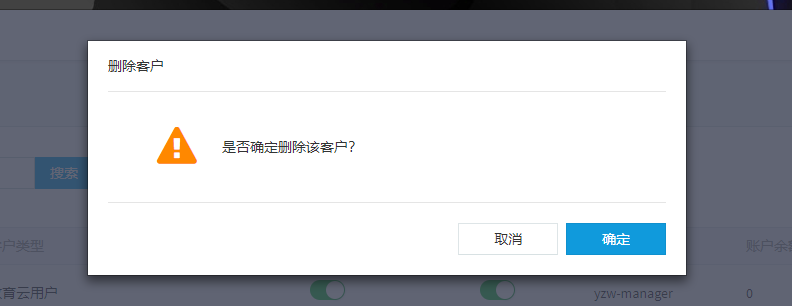 删除客户
是否确定删除该客户？
搜索
取消
确定
户类型
账户余
育云用户
yzw-manager
0